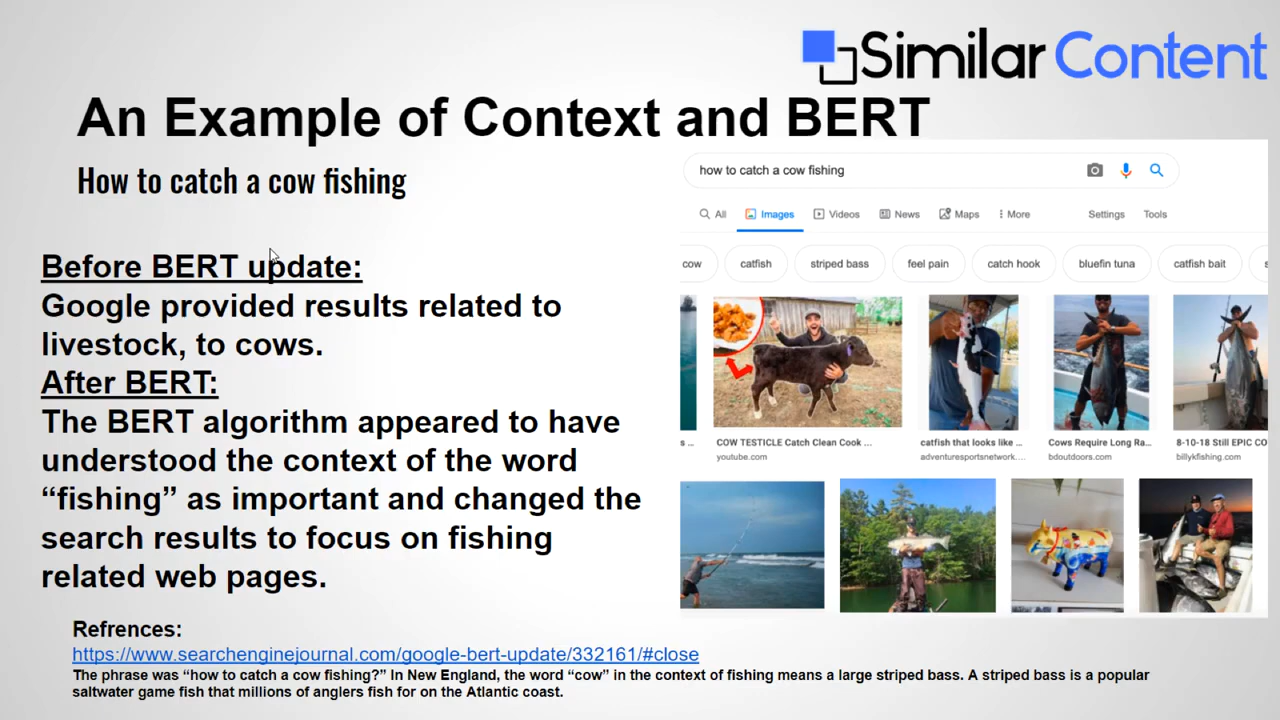 Similar Content
An Example of Context and BERT
How to catch a cow fishing
Before BERT update:
Google provided results related to
livestock, to cows.
After BERT:
The BERT algorithm appeared to have
understood the context of the word
“fishing” as important and changed the
search results to focus on fishing
related web pages.
how to catch a cow fishing
All Images Videos News Maps More Settings Tools
cow catfish striped bass feel pain catch hook bluefin tuna catfish bait s
s ... COW TESTICLE Catch Clean Cook ... catfish that looks like ... Cows Require Long Ra... 8-10-18 Still EPIC CO
youtube.com adventuresportsnetwork.... bdoutdoors.com billykfishing.com
Refrences:
https://www.searchenginejournal.com/google-bert-update/332161/#close
The phrase was “how to catch a cow fishing?” In New England, the word “cow” in the context of fishing means a large striped bass. A striped bass is a popular
saltwater game fish that millions of anglers fish for on the Atlantic coast.